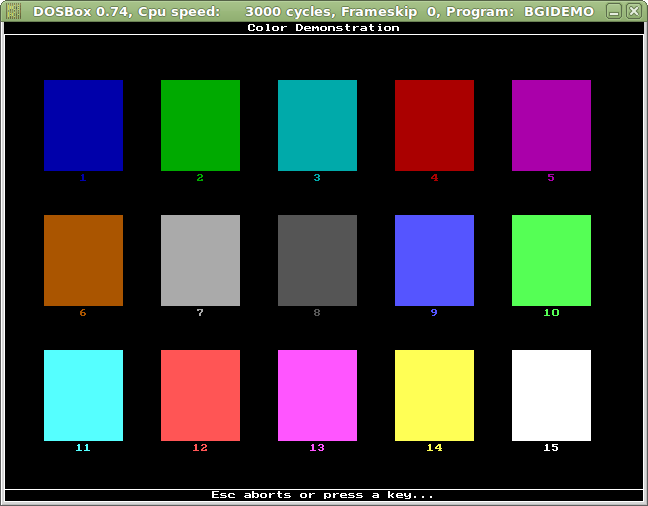 DOSBox 0.74, Cpu speed: 3000 cycles, Frameskip 0, Program: BGIDEMO
Color Demonstration
1 2 3 4 5
6 7 8 9 10
11 12 13 14 15
Esc aborts or press a key...